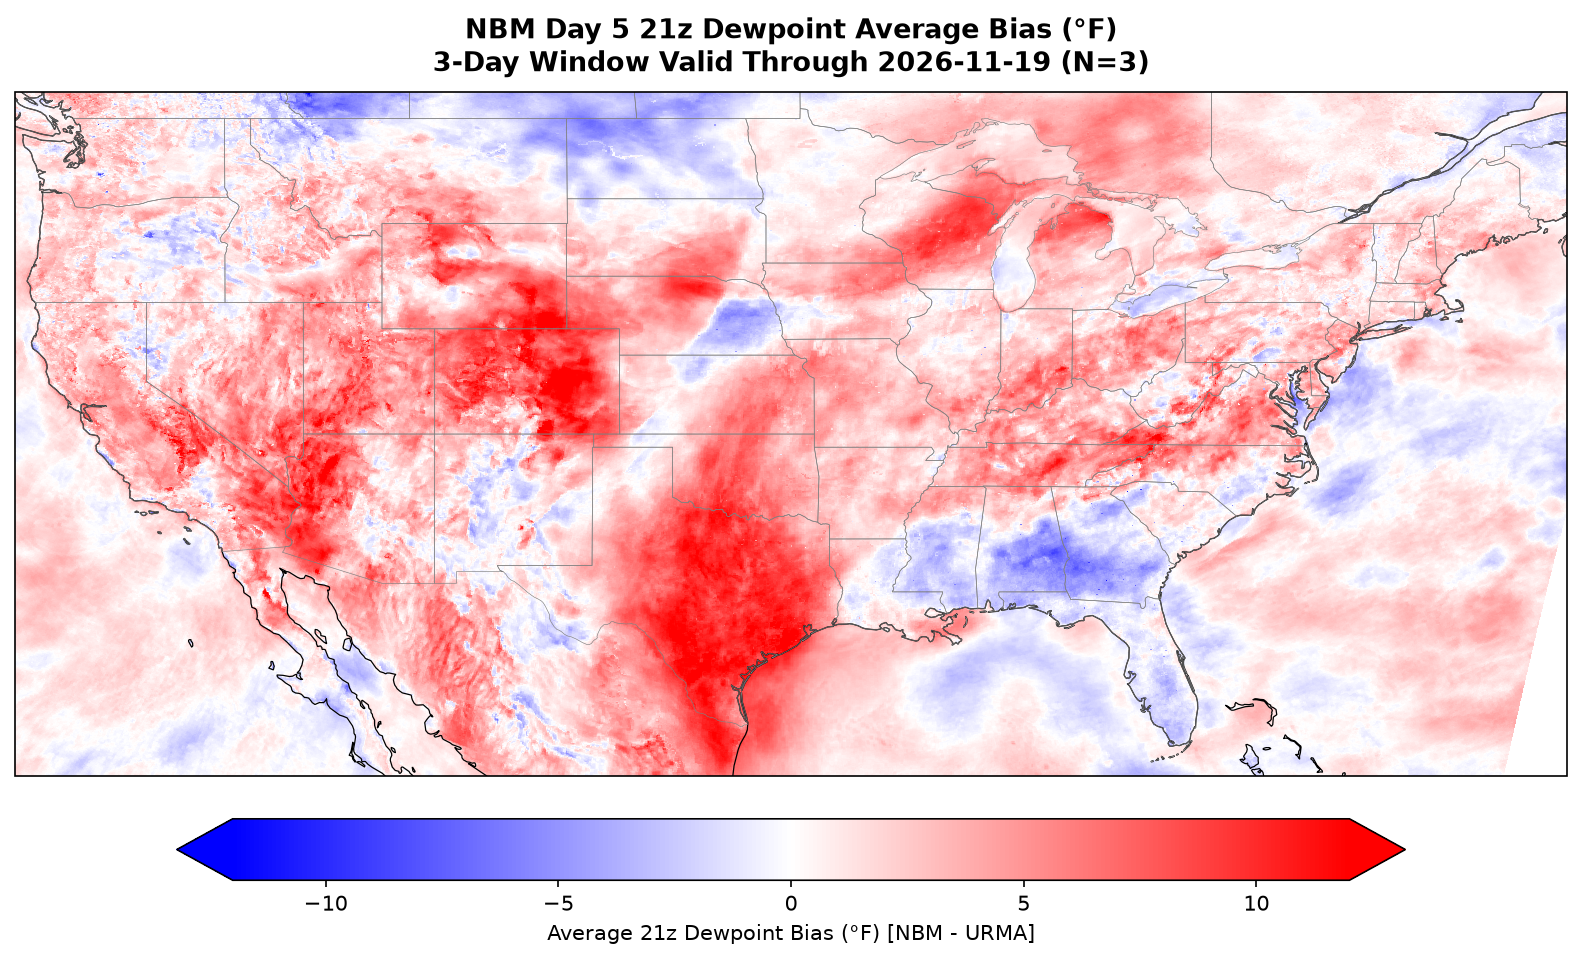 NBM Day 5 21z Dewpoint Average Bias (°F)
3-Day Window Valid Through 2026-11-19 (N=3)
−10 −5 0 5 10
Average 21z Dewpoint Bias (°F) [NBM - URMA]